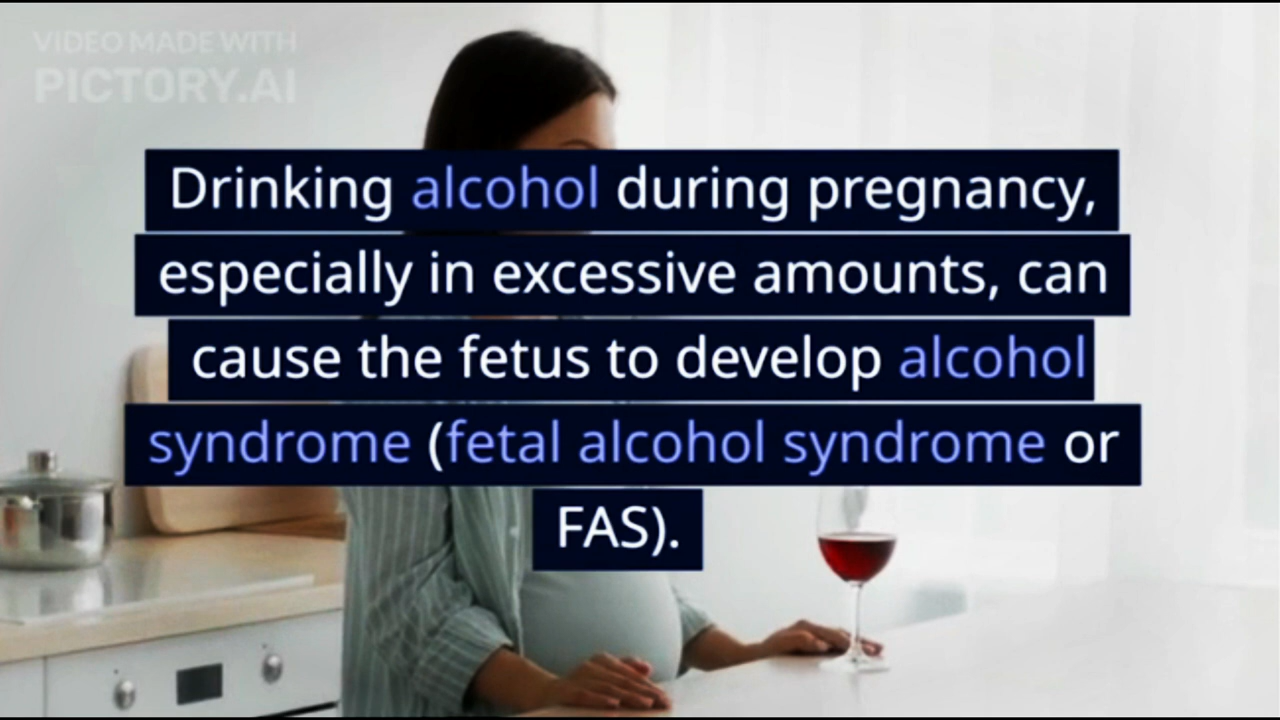 VIDEO MADE WITH
PICTORY.AI
Drinking alcohol during pregnancy,
especially in excessive amounts, can
cause the fetus to develop alcohol
syndrome (fetal alcohol syndrome or
FAS).